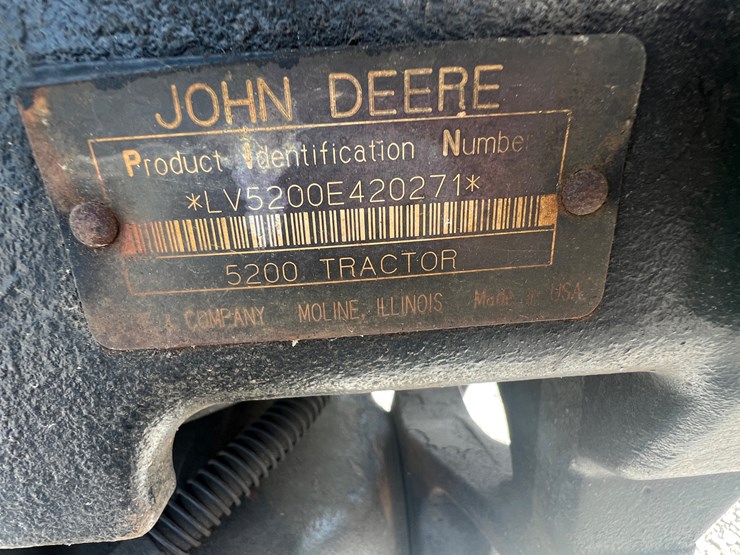 JOHN DEERE
Product Identification Number
*LV5200E420271*
5200 TRACTOR
COMPANY MOLINE, ILLINOIS Made in USA